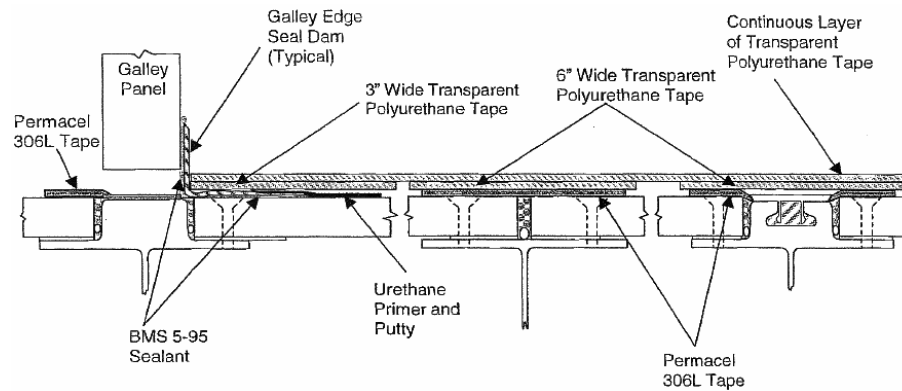 Galley Edge
Seal Dam
(Typical)
Continuous Layer
of Transparent
Polyurethane Tape
Galley
Panel
3" Wide Transparent
Polyurethane Tape
6" Wide Transparent
Polyurethane Tape
Permacel
306L Tape
BMS 5-95
Sealant
Urethane
Primer and
Putty
Permacel
306L Tape